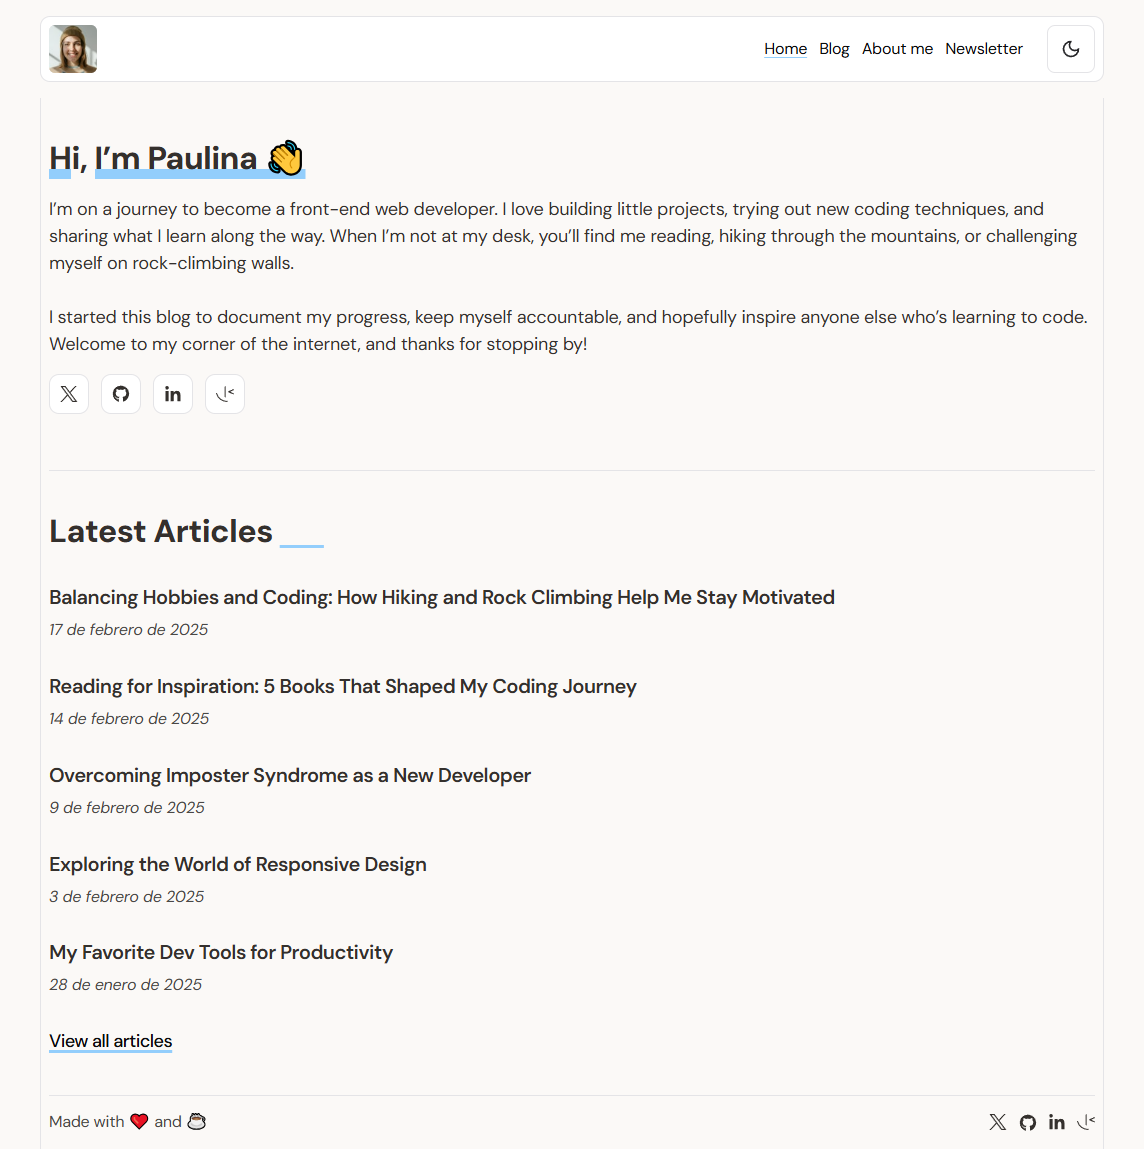 Home Blog About me Newsletter
Hi, I’m Paulina 👋
I’m on a journey to become a front-end web developer. I love building little projects, trying out new coding techniques, and
sharing what I learn along the way. When I’m not at my desk, you’ll find me reading, hiking through the mountains, or challenging
myself on rock-climbing walls.
I started this blog to document my progress, keep myself accountable, and hopefully inspire anyone else who’s learning to code.
Welcome to my corner of the internet, and thanks for stopping by!
Latest Articles
Balancing Hobbies and Coding: How Hiking and Rock Climbing Help Me Stay Motivated
17 de febrero de 2025
Reading for Inspiration: 5 Books That Shaped My Coding Journey
14 de febrero de 2025
Overcoming Imposter Syndrome as a New Developer
9 de febrero de 2025
Exploring the World of Responsive Design
3 de febrero de 2025
My Favorite Dev Tools for Productivity
28 de enero de 2025
View all articles
Made with ❤️ and ☕